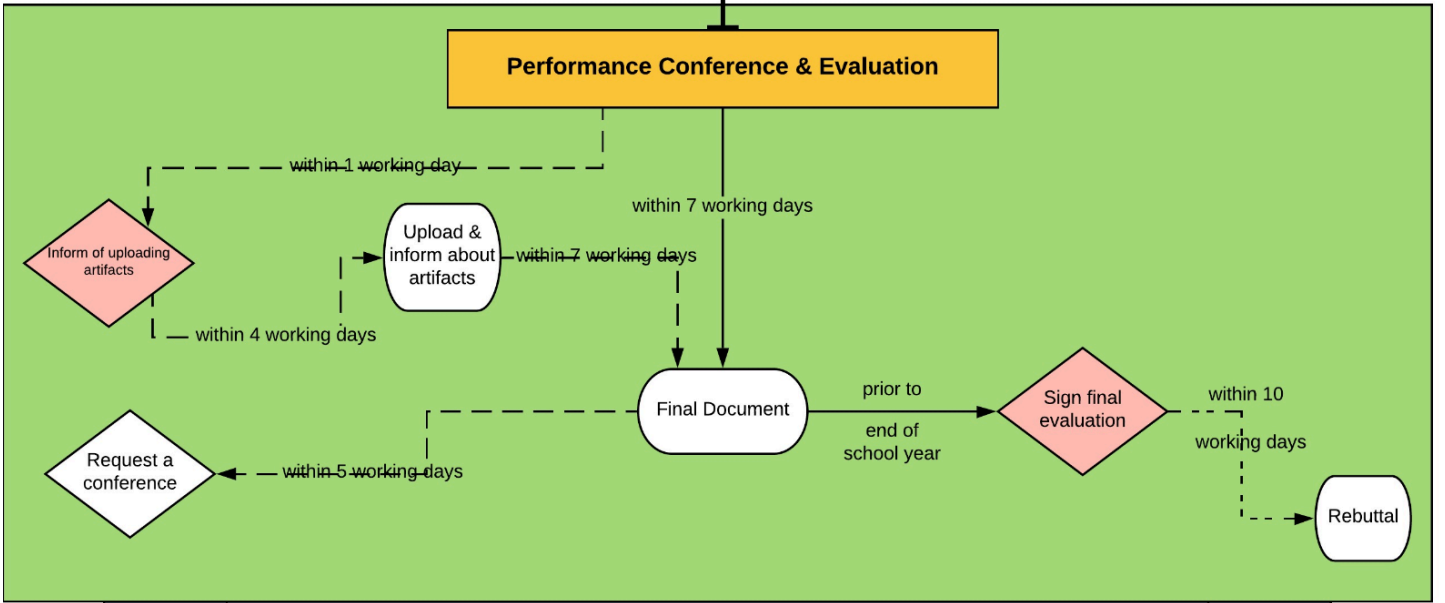 Performance Conference & Evaluation
within 1 working day
within 7 working days
Inform of uploading
artifacts
Upload &
inform about
artifacts
within 7 working days
within 4 working days
Final Document
prior to
end of
school year
Sign final
evaluation
within 10
working days
Request a
conference
within 5 working days
Rebuttal